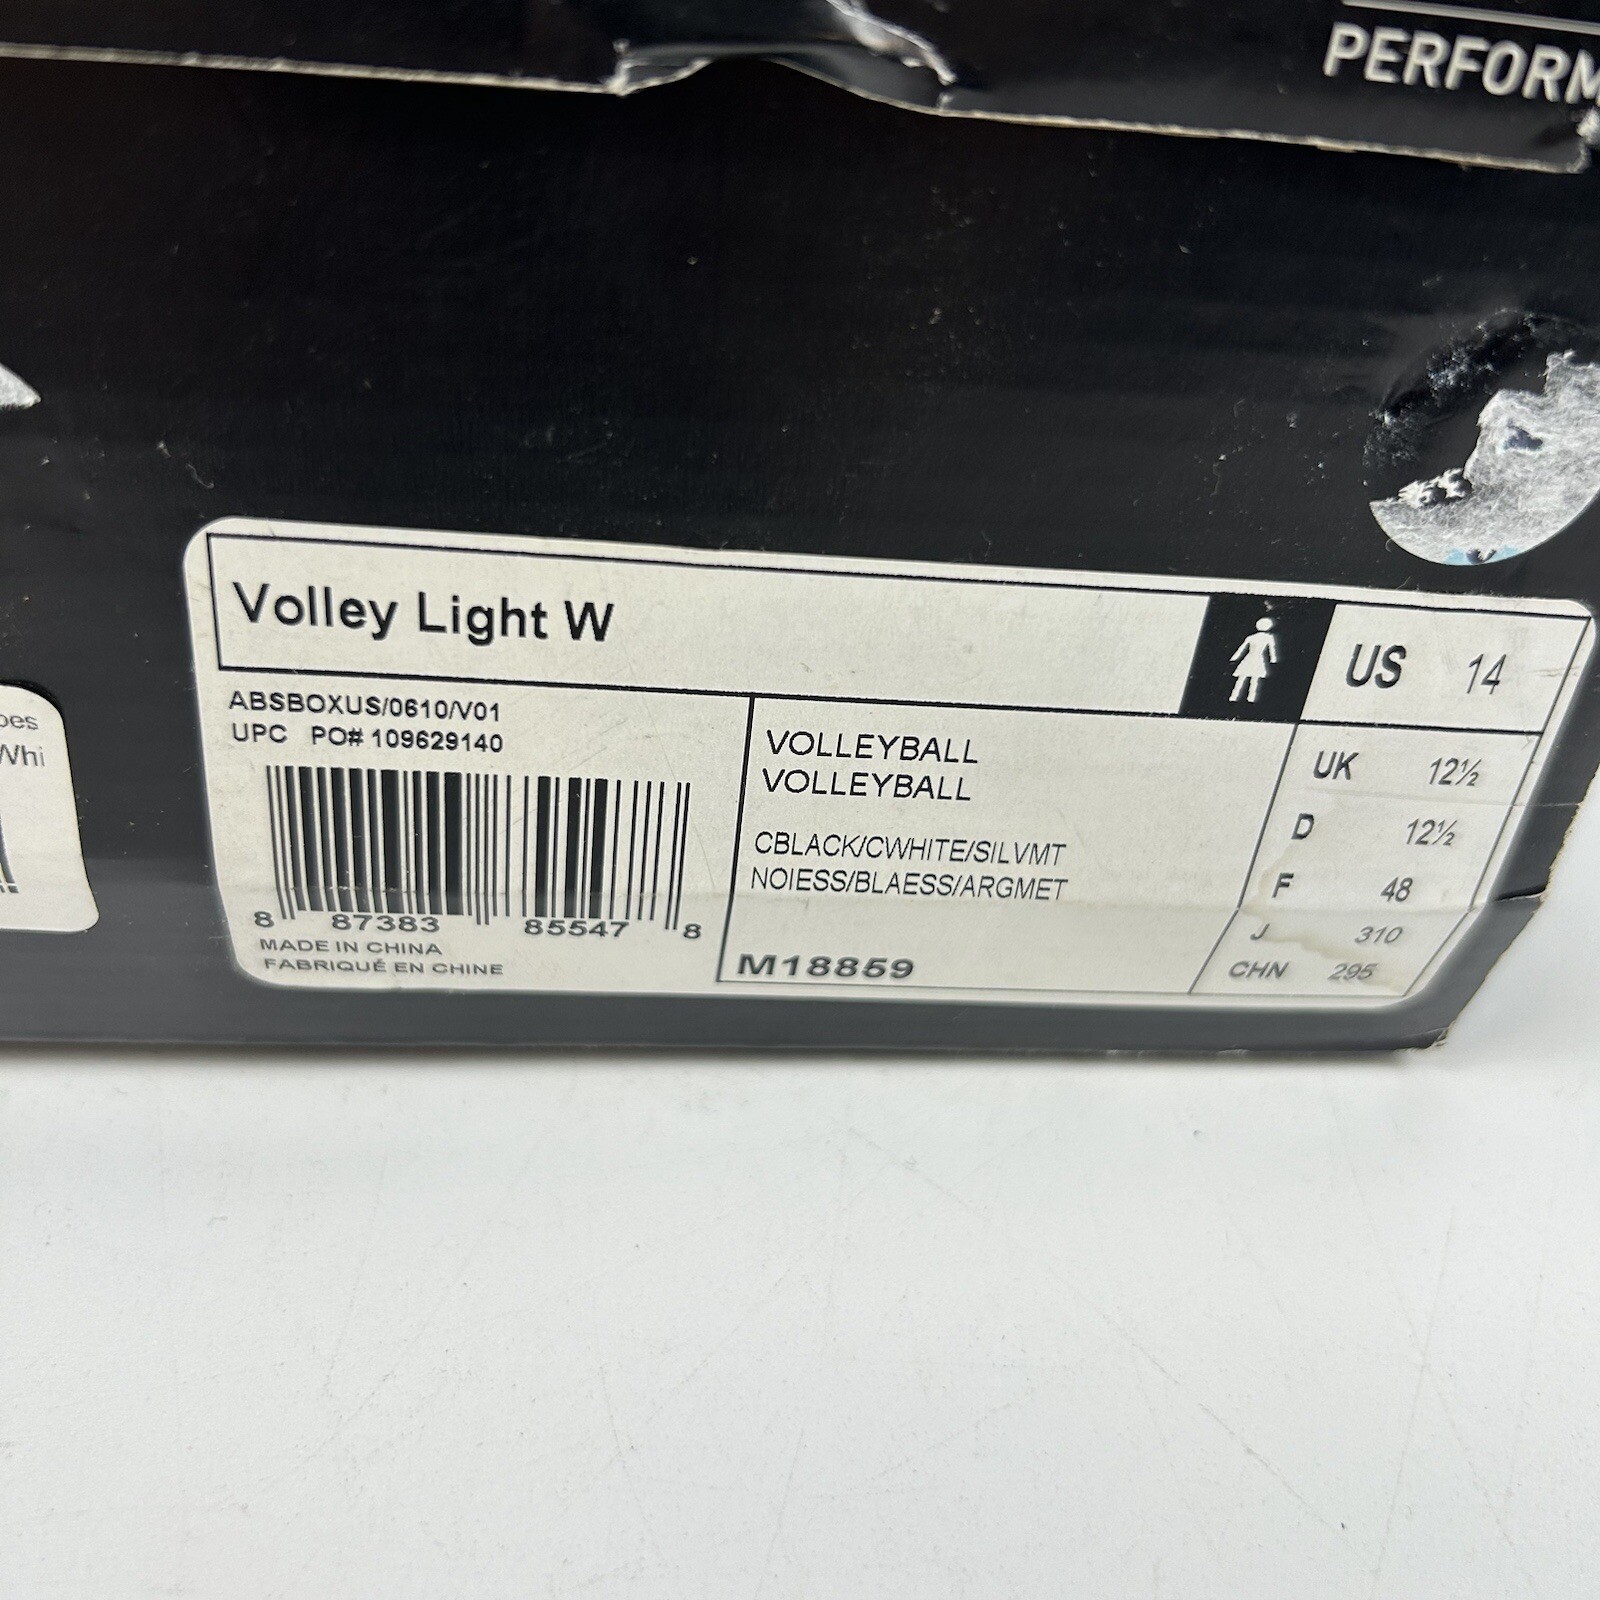 PERFORM
Volley Light W
US 14
ABSBOXUS/0610/V01
UPC PO# 109629140
8 87383 85547 8
MADE IN CHINA
FABRIQUÉ EN CHINE
VOLLEYBALL
VOLLEYBALL
CBLACK/CWHITE/SILVMT
NOIESS/BLAESS/ARGMET
M18859
UK 12½
D 12½
F 48
J 310
CHN 295
oes
Whi